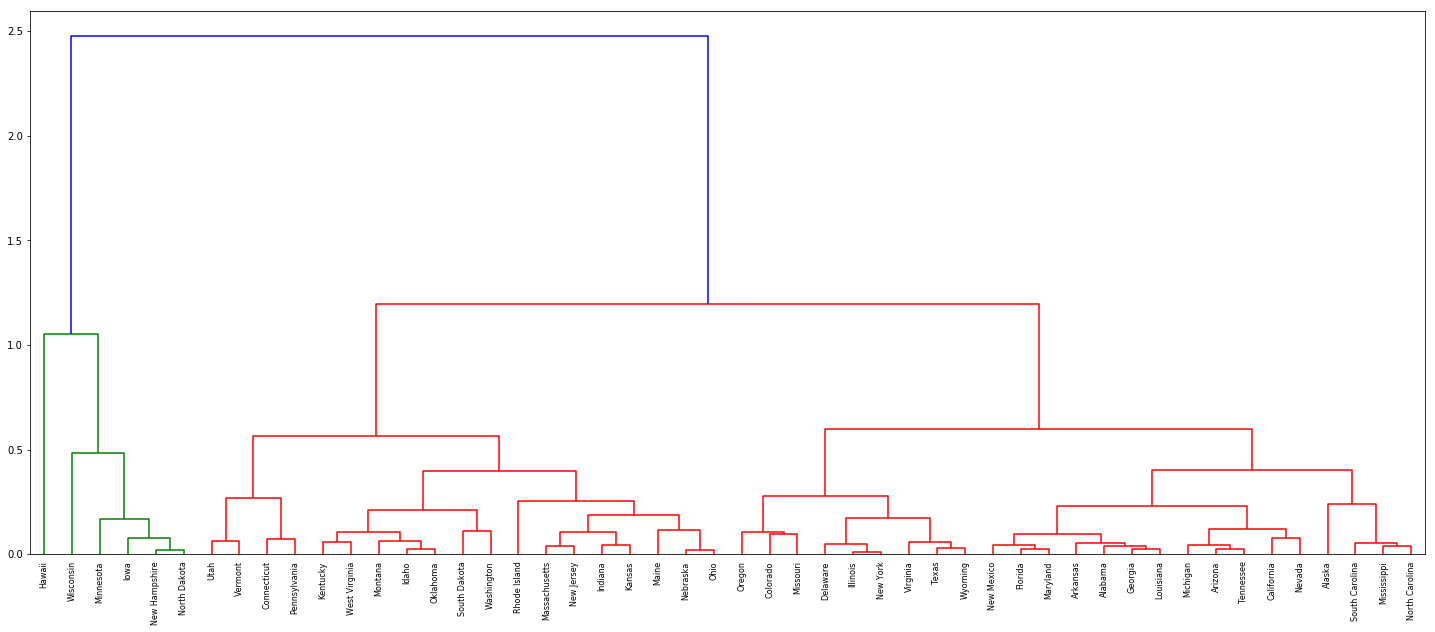 2.5
2.0
1.5
1.0
0.5
0.0
Hawaii
Wisconsin
Minnesota
Iowa
New Hampshire
North Dakota
Utah
Vermont
Connecticut
Pennsylvania
Kentucky
West Virginia
Montana
Idaho
Oklahoma
South Dakota
Washington
Rhode Island
Massachusetts
New Jersey
Indiana
Kansas
Maine
Nebraska
Ohio
Oregon
Colorado
Missouri
Delaware
Illinois
New York
Virginia
Texas
Wyoming
New Mexico
Florida
Maryland
Arkansas
Alabama
Georgia
Louisiana
Michigan
Arizona
Tennessee
California
Nevada
Alaska
South Carolina
Mississippi
North Carolina